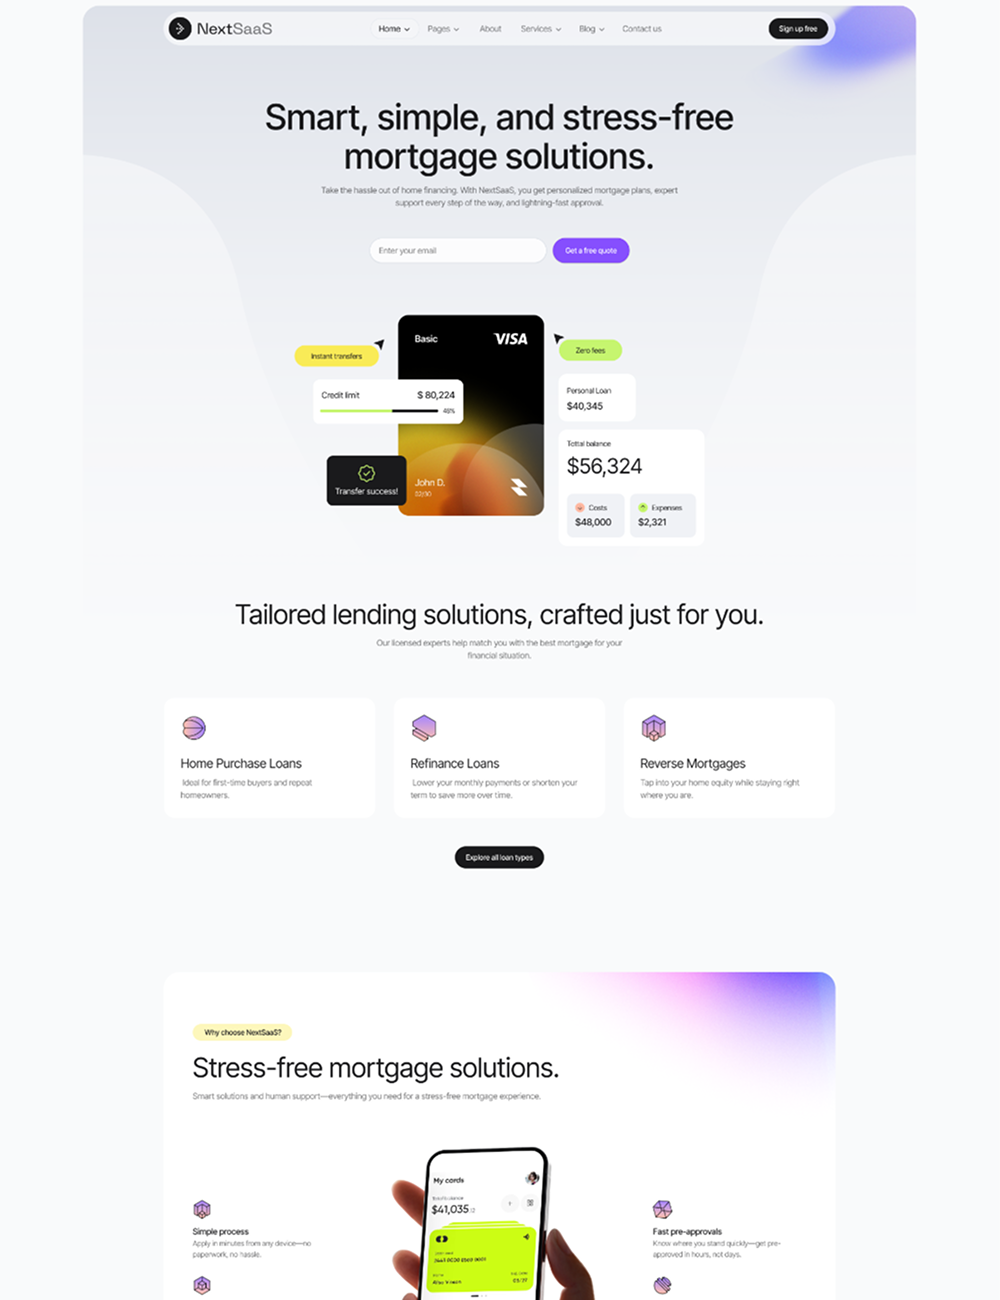 NextSaaS
Home
Pages
About
Services
Blog
Contact us
Sign up free
Smart, simple, and stress-free
mortgage solutions.
Take the hassle out of home financing. With NextSaaS, you get personalized mortgage plans, expert
support every step of the way, and lightning-fast approval.
Enter your email
Get a free quote
Basic
VISA
Instant transfers
Zero fees
Credit limit
$ 80,224
Personal Loan
$40,345
Tottal balance
$56,324
Transfer success!
John D.
Costs
$48,000
Expenses
$2,321
Tailored lending solutions, crafted just for you.
Our licensed experts help match you with the best mortgage for your
financial situation.
Home Purchase Loans
Ideal for first-time buyers and repeat
homeowners.
Refinance Loans
Lower your monthly payments or shorten your
term to save more over time.
Reverse Mortgages
Tap into your home equity while staying right
where you are.
Explore all loan types
Why choose NextSaaS?
Stress-free mortgage solutions.
Smart solutions and human support—everything you need for a stress-free mortgage experience.
My cards
$41,035
Simple process
Apply in minutes from any device—no
paperwork, no hassle.
Fast pre-approvals
Know where you stand quickly—get pre-
approved in hours, not days.